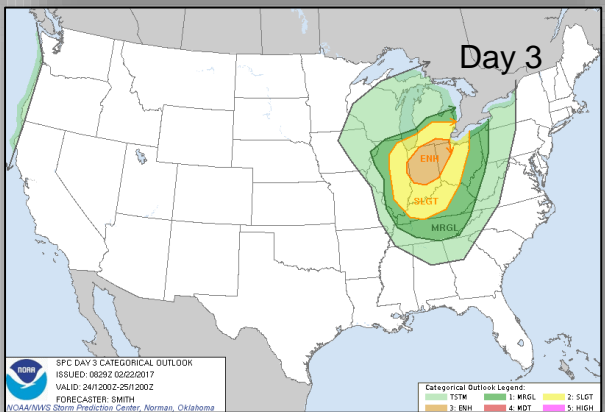 Day 3
ENH
SLGT
MRGL
NOAA
SPC DAY 3 CATEGORICAL OUTLOOK
ISSUED: 0829Z 02/22/2017
VALID: 24/1200Z-25/1200Z
FORECASTER: SMITH
NOAA/NWS Storm Prediction Center, Norman, Oklahoma
Categorical Outlook Legend:
TSTM 1: MRGL 2: SLGT
3: ENH 4: MDT 5: HIGH